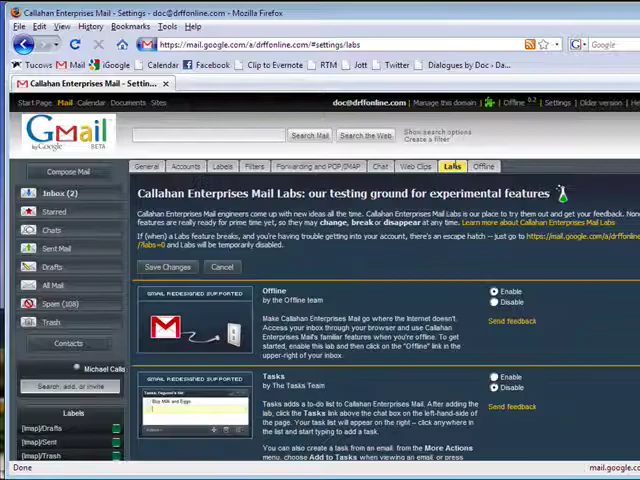 Callahan Enterprises Mail - Settings - doc@drffonline.com - Mozilla Firefox
File Edit View History Bookmarks Tools Help
https://mail.google.com/a/drffonline.com/#settings/labs
Google
Tucows Mail iGoogle Calendar Facebook Clip to Evernote RTM Jott Twitter Dialogues by Doc › Da...
Callahan Enterprises Mail - Settin...
Start Page Mail Calendar Documents Sites
doc@drffonline.com | Manage this domain | Offline 0.2 | Settings | Older version | H
Gmail
by Google BETA
Search Mail Search the Web
Show search options
Create a filter
Compose Mail
General Accounts Labels Filters Forwarding and POP/IMAP Chat Web Clips Labs Offline
Inbox (2)
Starred
Chats
Sent Mail
Drafts
All Mail
Spam (108)
Trash
Contacts
Michael Calla
Search, add, or invite
Labels
[Imap]/Drafts
[Imap]/Sent
[Imap]/Trash
Callahan Enterprises Mail Labs: our testing ground for experimental features
Callahan Enterprises Mail engineers come up with new ideas all the time. Callahan Enterprises Mail Labs is our place to try them out and get your feedback. None
features are really ready for prime time yet, so they may change, break or disappear at any time. Learn more about Callahan Enterprises Mail Labs
If (when) a Labs feature breaks, and you're having trouble getting into your account, there's an escape hatch -- just go to https://mail.google.com/a/drffonline
/?labs=0 and Labs will be temporarily disabled.
Save Changes Cancel
GMAIL REDESIGNED SUPPORTED
Offline
by the Offline team
Make Callahan Enterprises Mail go where the Internet doesn't.
Access your inbox through your browser and use Callahan
Enterprises Mail's familiar features when you're offline. To get
started, enable this lab and then click on the "Offline" link in the
upper-right of your inbox.
Enable
Disable
Send feedback
GMAIL REDESIGNED SUPPORTED
Buy Milk and Eggs
Tasks
by The Tasks Team
Tasks adds a to-do list to Callahan Enterprises Mail. After adding the
lab, click the Tasks link above the chat box on the left-hand-side of
the page. Your task list will appear on the right -- click anywhere in
the list and start typing to add a task.
You can also create a task from an email, from the More Actions
menu, choose Add to Tasks when viewing an email, or press
Enable
Disable
Send feedback
Done
mail.google.co